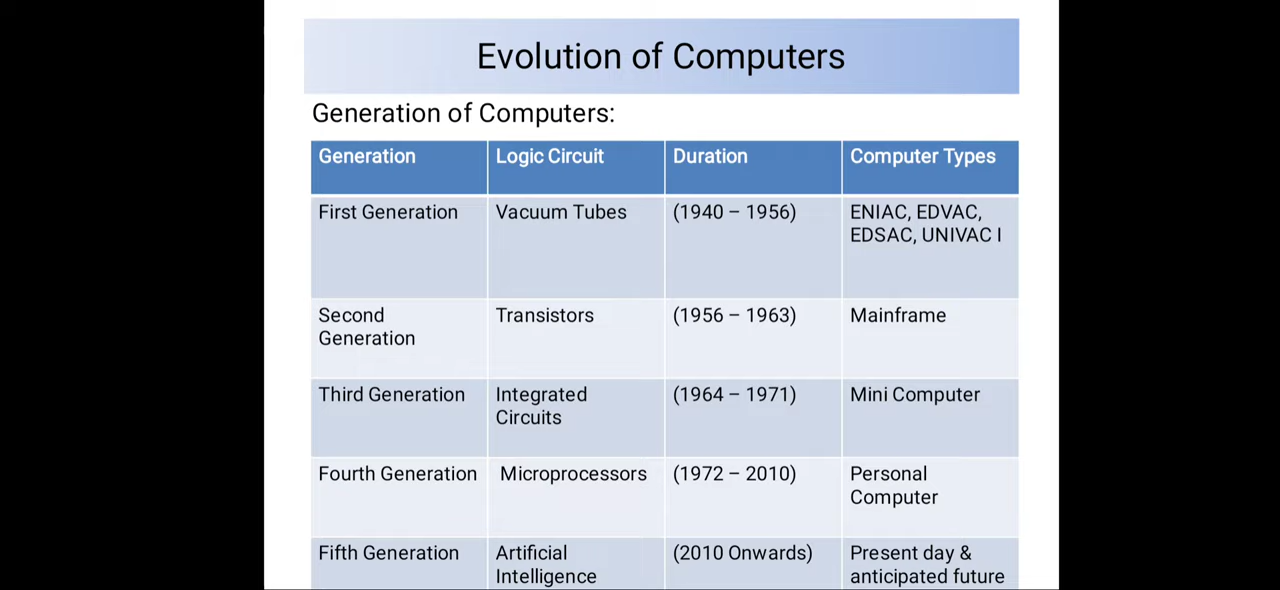 Evolution of Computers
Generation of Computers:
Generation Logic Circuit Duration Computer Types
First Generation Vacuum Tubes (1940 – 1956) ENIAC, EDVAC,
EDSAC, UNIVAC I
Second Transistors (1956 – 1963) Mainframe
Generation
Third Generation Integrated (1964 – 1971) Mini Computer
Circuits
Fourth Generation Microprocessors (1972 – 2010) Personal
Computer
Fifth Generation Artificial (2010 Onwards) Present day &
Intelligence anticipated future